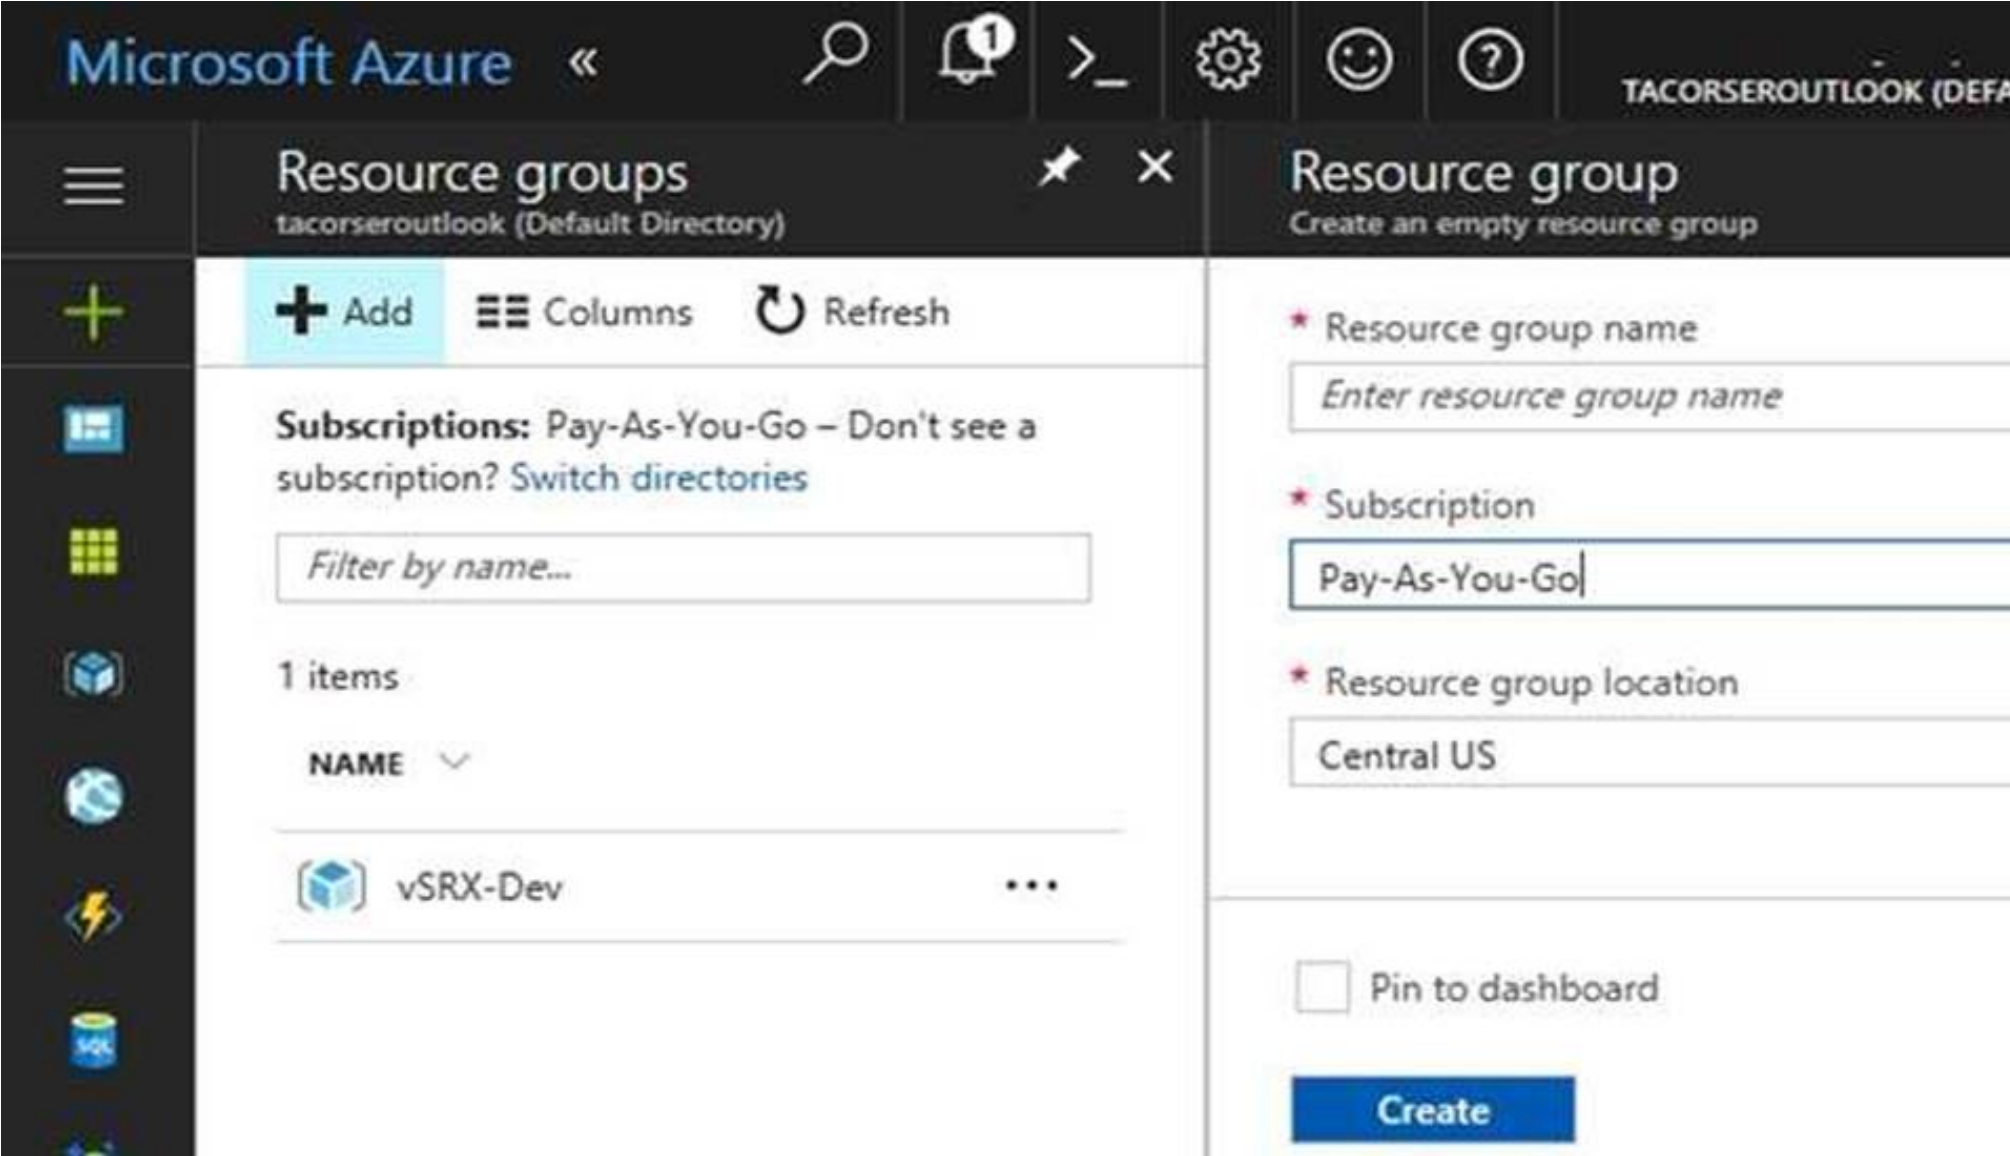 Microsoft Azure «
1
TACORSEROUTLOOK (DEFA
Resource groups
tacorseroutlook (Default Directory)
Add
Columns
Refresh
Subscriptions: Pay-As-You-Go – Don't see a
subscription? Switch directories
Filter by name...
1 items
NAME
vSRX-Dev
Resource group
Create an empty resource group
* Resource group name
Enter resource group name
* Subscription
Pay-As-You-Go
* Resource group location
Central US
Pin to dashboard
Create
SQL